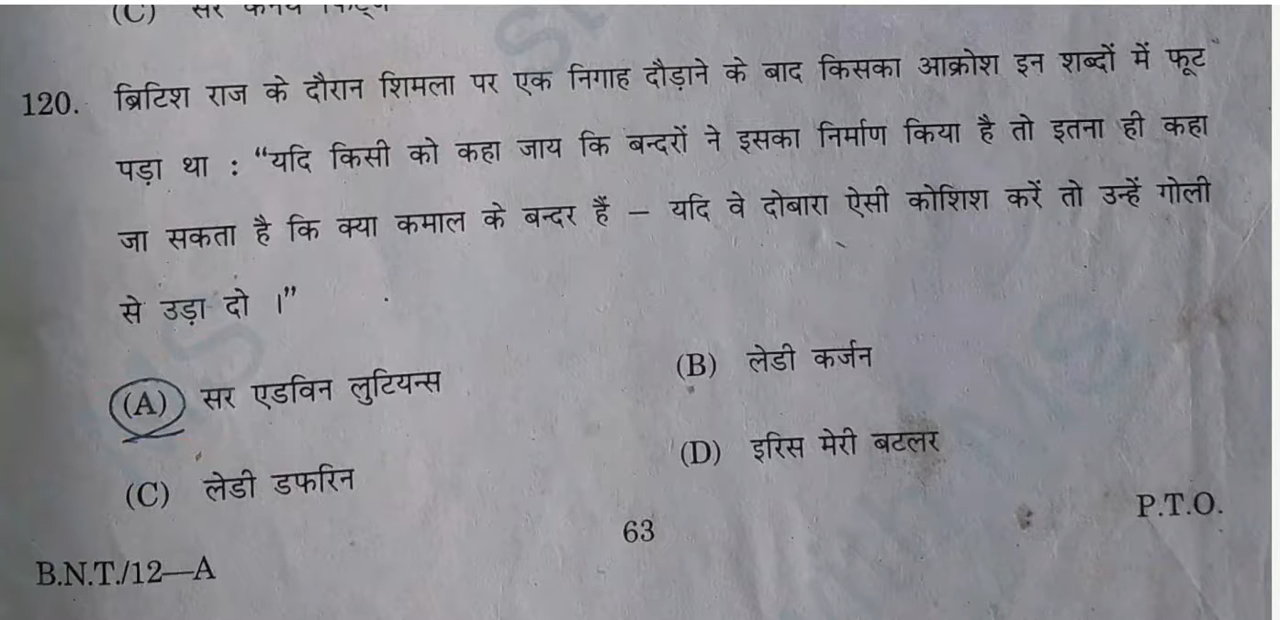 (C) सर
120. ब्रिटिश राज के दौरान शिमला पर एक निगाह दौड़ाने के बाद किसका आक्रोश इन शब्दों में फूट
पड़ा था : “यदि किसी को कहा जाय कि बन्दरों ने इसका निर्माण किया है तो इतना ही कहा
जा सकता है कि क्या कमाल के बन्दर हैं – यदि वे दोबारा ऐसी कोशिश करें तो उन्हें गोली
से उड़ा दो ।”
(A) सर एडविन लुटियन्स
(B) लेडी कर्जन
(C) लेडी डफरिन
(D) इरिस मेरी बटलर
63
P.T.O.
B.N.T./12—A